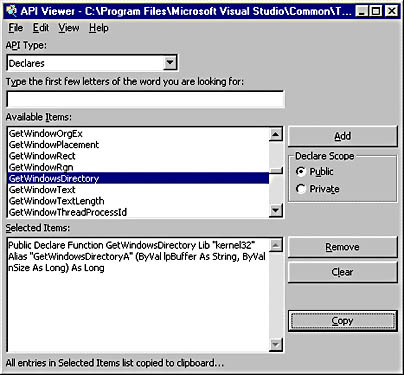 API Viewer - C:\Program Files\Microsoft Visual Studio\Common\T...
File Edit View Help
API Type:
Declares
Type the first few letters of the word you are looking for:
Available Items:
GetWindowOrgEx
GetWindowPlacement
GetWindowRect
GetWindowRgn
GetWindowsDirectory
GetWindowText
GetWindowTextLength
GetWindowThreadProcessId
Add
Declare Scope
Public
Private
Selected Items:
Public Declare Function GetWindowsDirectory Lib "kernel32"
Alias "GetWindowsDirectoryA" (ByVal lpBuffer As String, ByVal
nSize As Long) As Long
Remove
Clear
Copy
All entries in Selected Items list copied to clipboard...